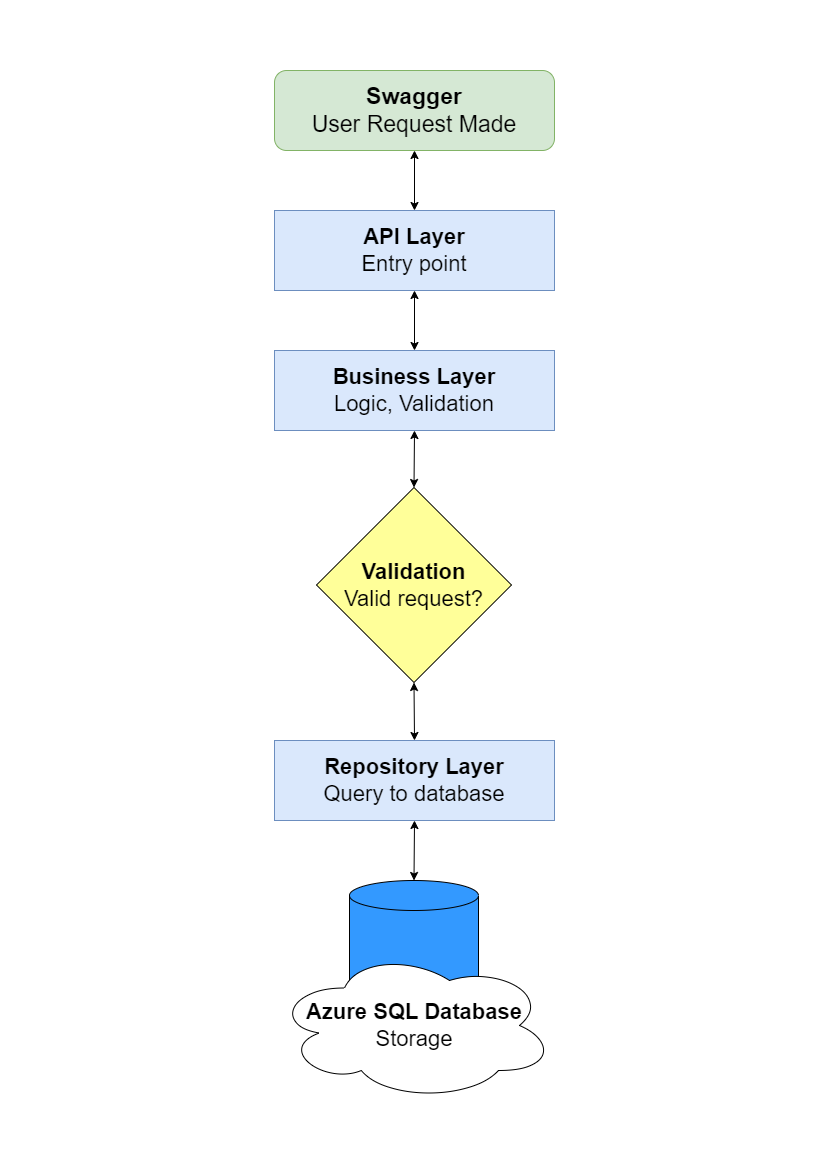 Swagger
User Request Made
API Layer
Entry point
Business Layer
Logic, Validation
Validation
Valid request?
Repository Layer
Query to database
Azure SQL Database
Storage